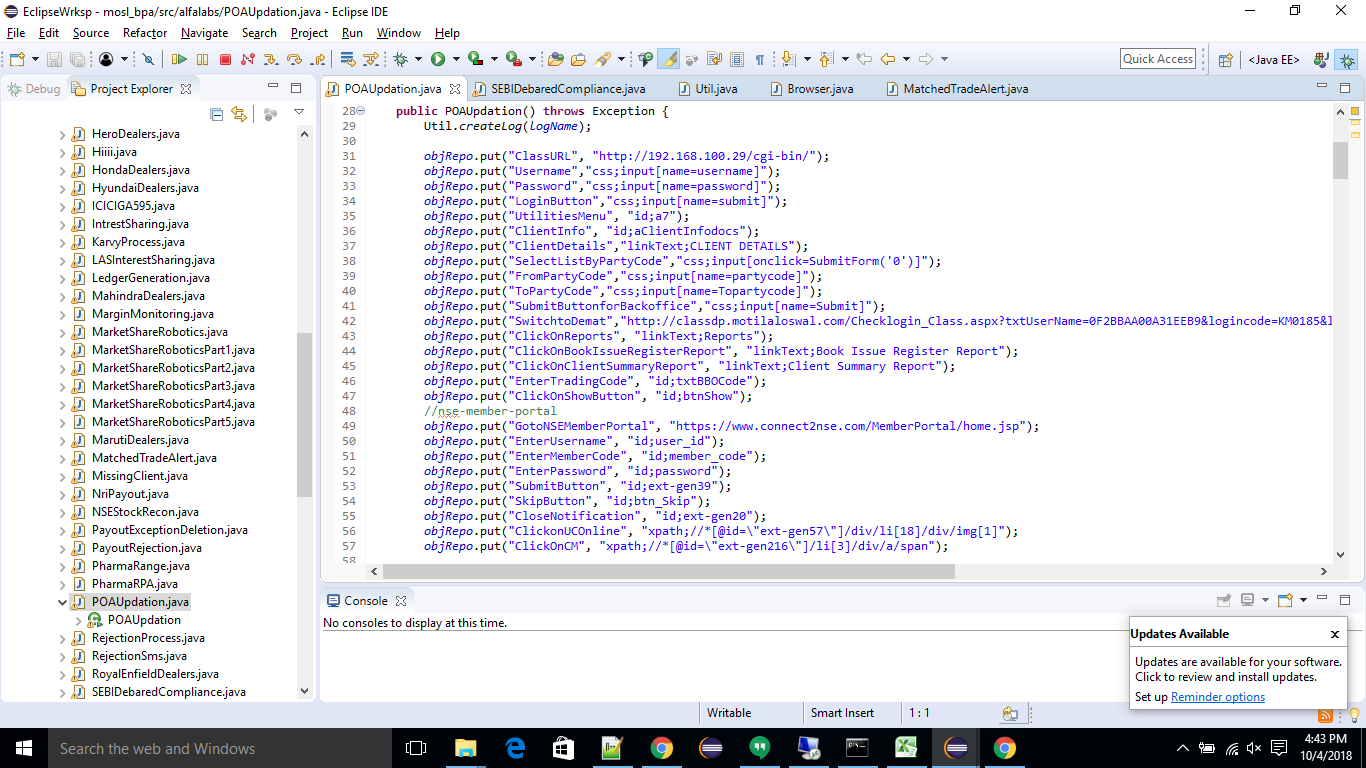 EclipseWrksp - mosl_bpa/src/alfalabs/POAUpdation.java - Eclipse IDE
File Edit Source Refactor Navigate Search Project Run Window Help
Quick Access
<Java EE>
Debug
Project Explorer
HeroDealers.java
Hiiii.java
HondaDealers.java
HyundaiDealers.java
ICICIGA595.java
IntrestSharing.java
KarvyProcess.java
LASInterestSharing.java
LedgerGeneration.java
MahindraDealers.java
MarginMonitoring.java
MarketShareRobotics.java
MarketShareRoboticsPart1.java
MarketShareRoboticsPart2.java
MarketShareRoboticsPart3.java
MarketShareRoboticsPart4.java
MarketShareRoboticsPart5.java
MarutiDealers.java
MatchedTradeAlert.java
MissingClient.java
NriPayout.java
NSEStockRecon.java
PayoutExceptionDeletion.java
PayoutRejection.java
PharmaRange.java
PharmaRPA.java
POAUpdation.java
POAUpdation
RejectionProcess.java
RejectionSms.java
RoyalEnfieldDealers.java
SEBIDebaredCompliance.java
POAUpdation.java SEBIDebaredCompliance.java Util.java Browser.java MatchedTradeAlert.java
28 public POAUpdation() throws Exception {
29 Util.createLog(logName);
30
31 objRepo.put("ClassURL", "http://192.168.100.29/cgi-bin/");
32 objRepo.put("Username","css;input[name=username]");
33 objRepo.put("Password","css;input[name=password]");
34 objRepo.put("LoginButton","css;input[name=submit]");
35 objRepo.put("UtilitiesMenu", "id;a7");
36 objRepo.put("ClientInfo", "id;aClientInfodocs");
37 objRepo.put("ClientDetails","linkText;CLIENT DETAILS");
38 objRepo.put("SelectListByPartyCode","css;input[onclick=SubmitForm('0')]");
39 objRepo.put("FromPartyCode","css;input[name=partycode]");
40 objRepo.put("ToPartyCode","css;input[name=Topartycode]");
41 objRepo.put("SubmitButtonforBackoffice","css;input[name=Submit]");
42 objRepo.put("SwitchtoDemat","http://classdp.motilaloswal.com/Checklogin_Class.aspx?txtUserName=0F2BBAA00A31EEB9&logincode=KM0185&l
43 objRepo.put("ClickOnReports", "linkText;Reports");
44 objRepo.put("ClickOnBookIssueRegisterReport", "linkText;Book Issue Register Report");
45 objRepo.put("ClickOnClientSummaryReport", "linkText;Client Summary Report");
46 objRepo.put("EnterTradingCode", "id;txtBBOCode");
47 objRepo.put("ClickOnShowButton", "id;btnShow");
48 //nse-member-portal
49 objRepo.put("GotoNSEMemberPortal", "https://www.connect2nse.com/MemberPortal/home.jsp");
50 objRepo.put("EnterUsername", "id;user_id");
51 objRepo.put("EnterMemberCode", "id;member_code");
52 objRepo.put("EnterPassword", "id;password");
53 objRepo.put("SubmitButton", "id;ext-gen39");
54 objRepo.put("SkipButton", "id;btn_Skip");
55 objRepo.put("CloseNotification", "id;ext-gen20");
56 objRepo.put("ClickonUCOnline", "xpath;//*[@id=\"ext-gen57\"]/div/li[18]/div/img[1]");
57 objRepo.put("ClickOnCM", "xpath;//*[@id=\"ext-gen216\"]/li[3]/div/a/span");
58
Console
No consoles to display at this time.
Updates Available
Updates are available for your software.
Click to review and install updates.
Set up Reminder options
Writable Smart Insert 1 : 1
Search the web and Windows
4:43 PM
10/4/2018